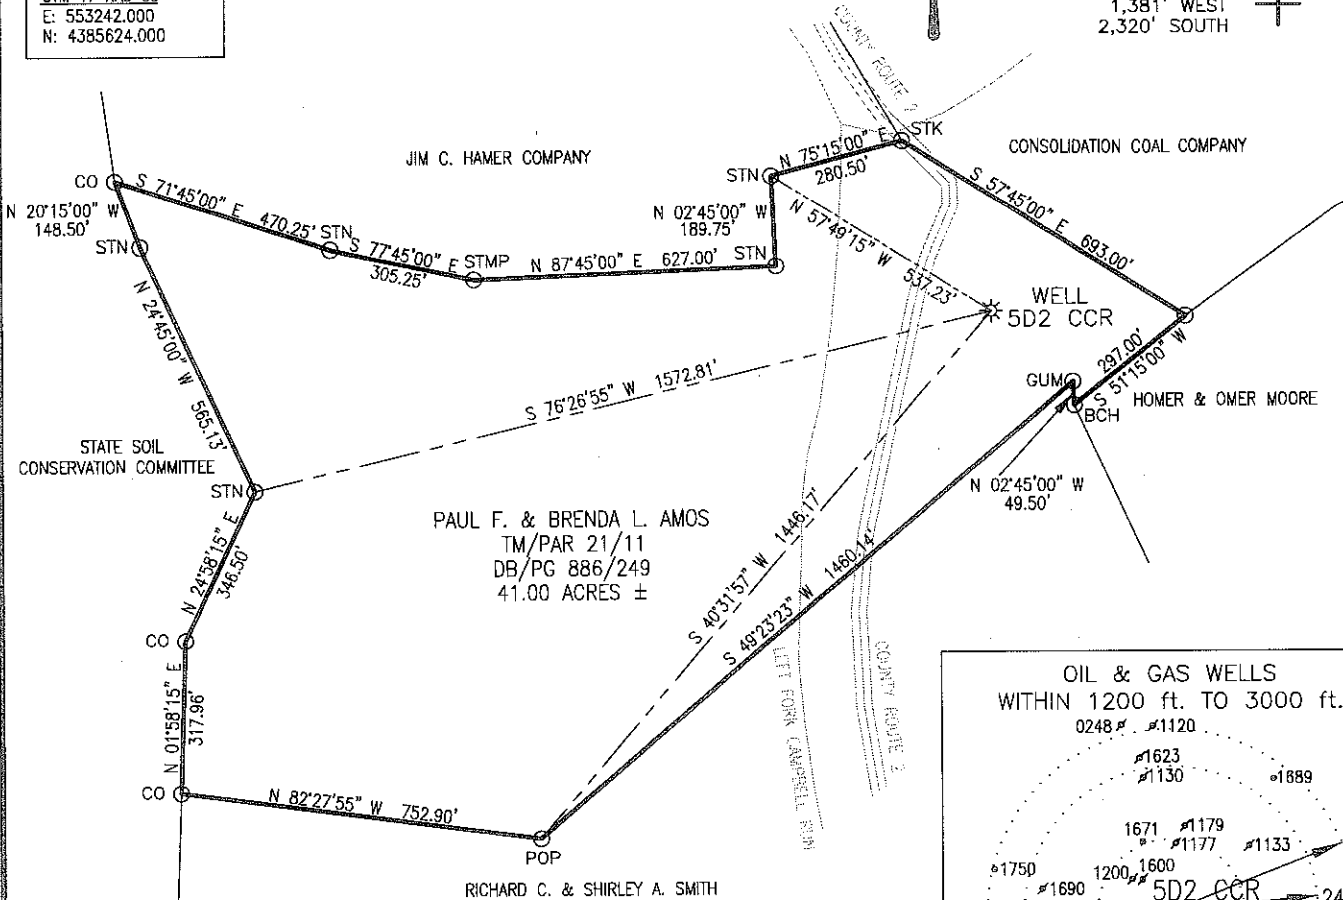 E: 553242.000
N: 4385624.000
1,381' WEST
2,320' SOUTH
COUNTY ROUTE 2
STK
JIM C. HAMER COMPANY
CONSOLIDATION COAL COMPANY
N 75°15'00" E
280.50'
STN
S 57°45'00" E 693.00'
CO
S 71°45'00" E 470.25'
N 20°15'00" W
148.50'
N 02°45'00" W
189.75'
N 57°49'15" W 537.23'
STN
STN
S 77°45'00" E
305.25'
STMP
N 87°45'00" E 627.00'
STN
WELL
5D2 CCR
N 24°45'00" W 565.13'
297.00'
S 51°15'00" W
GUM
BCH
HOMER & OMER MOORE
S 76°26'55" W 1572.81'
STATE SOIL
CONSERVATION COMMITTEE
STN
N 02°45'00" W
49.50'
PAUL F. & BRENDA L. AMOS
TM/PAR 21/11
DB/PG 886/249
41.00 ACRES ±
S 40°31'57" W 1446.17'
S 49°23'23" W 1460.14'
N 24°58'15" E
346.50'
CO
N 01°58'15" E
317.96'
LEFT FORK CAMPBELL RUN
COUNTY ROUTE 2
CO
N 82°27'55" W 752.90'
POP
RICHARD C. & SHIRLEY A. SMITH
OIL & GAS WELLS
WITHIN 1200 ft. TO 3000 ft.
0248 1120
1623
1130
1689
1179
1671
1177
1133
1750
1200 1600
1690
5D2 CCR
24